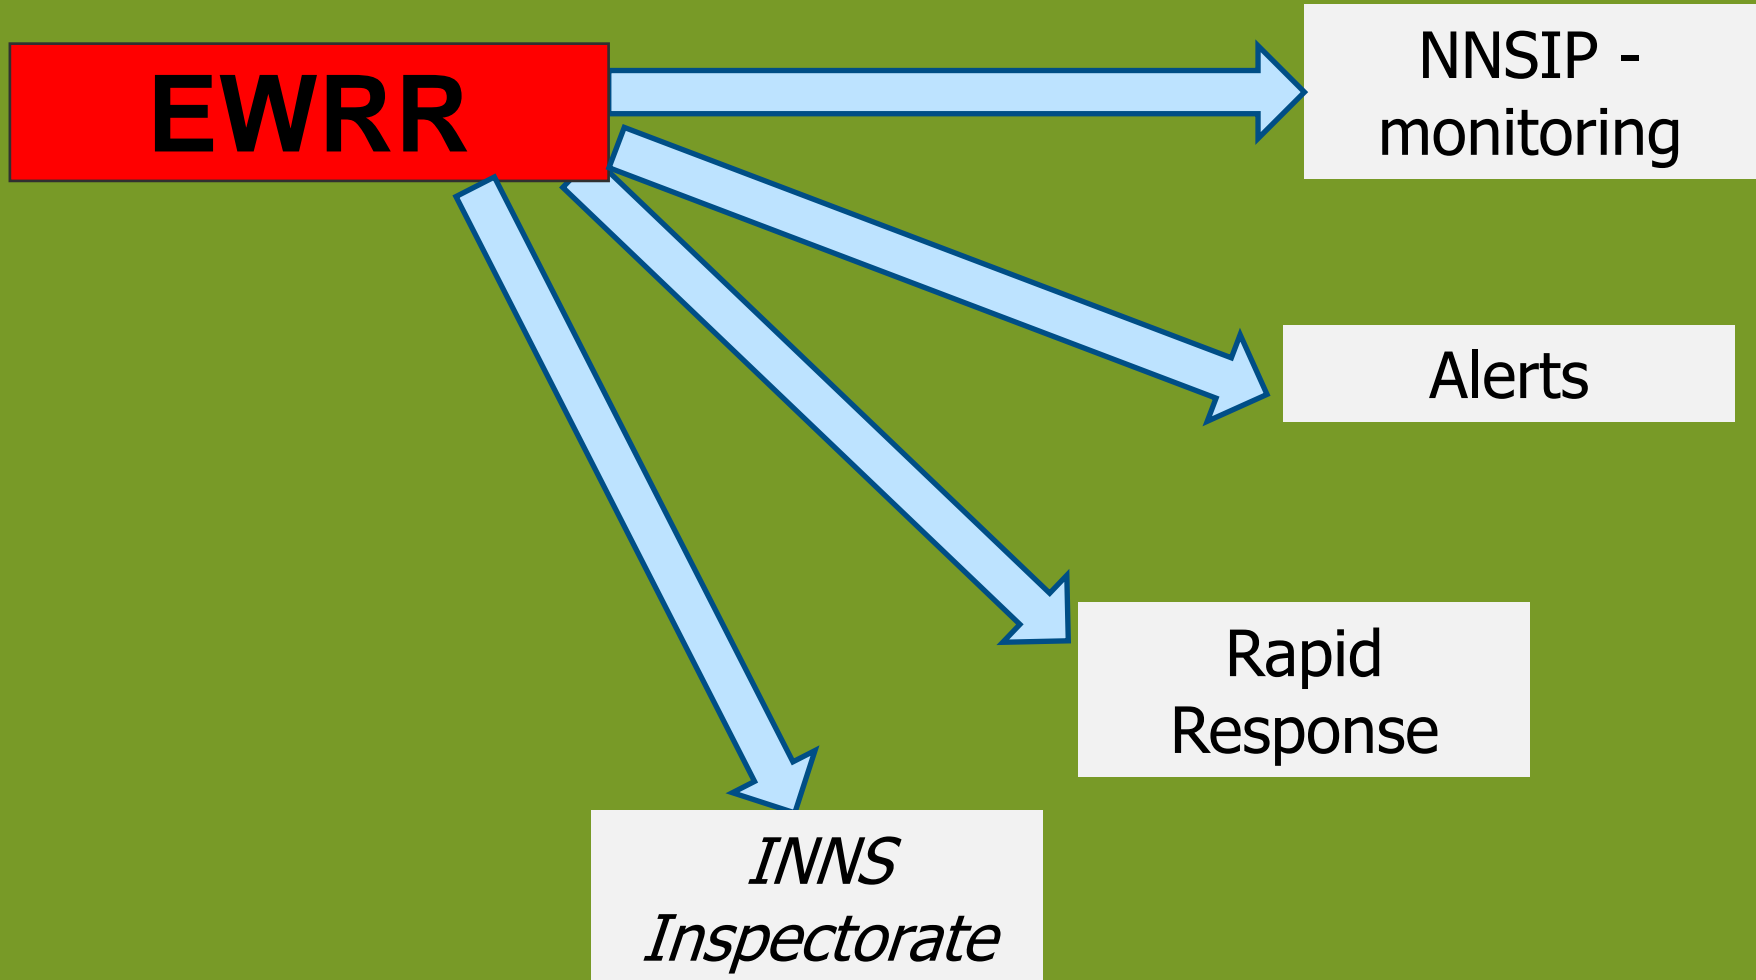 EWRR
NNSIP -
monitoring
Alerts
Rapid
Response
INNS
Inspectorate